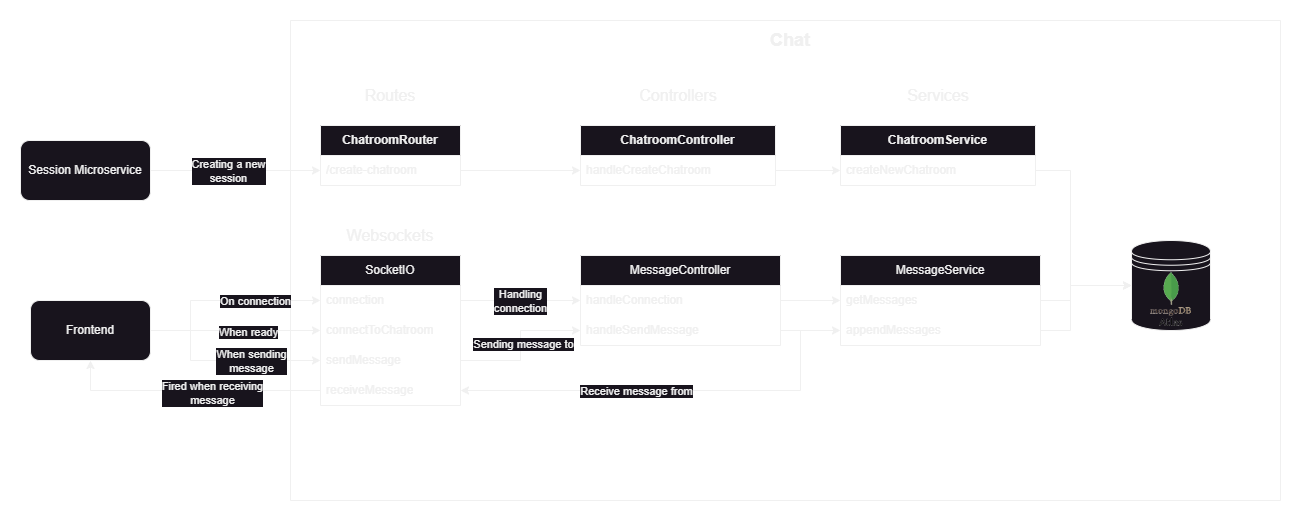 Chat
Routes
Controllers
Services
ChatroomRouter
ChatroomController
ChatroomService
Session Microservice
Creating a new
session
/create-chatroom
handleCreateChatroom
createNewChatroom
Websockets
SocketIO
MessageController
MessageService
Frontend
On connection
When ready
When sending
message
Fired when receiving
message
connection
connectToChatroom
sendMessage
receiveMessage
Handling
connection
Sending message to
handleConnection
handleSendMessage
Receive message from
getMessages
appendMessages
mongoDB
Atlas